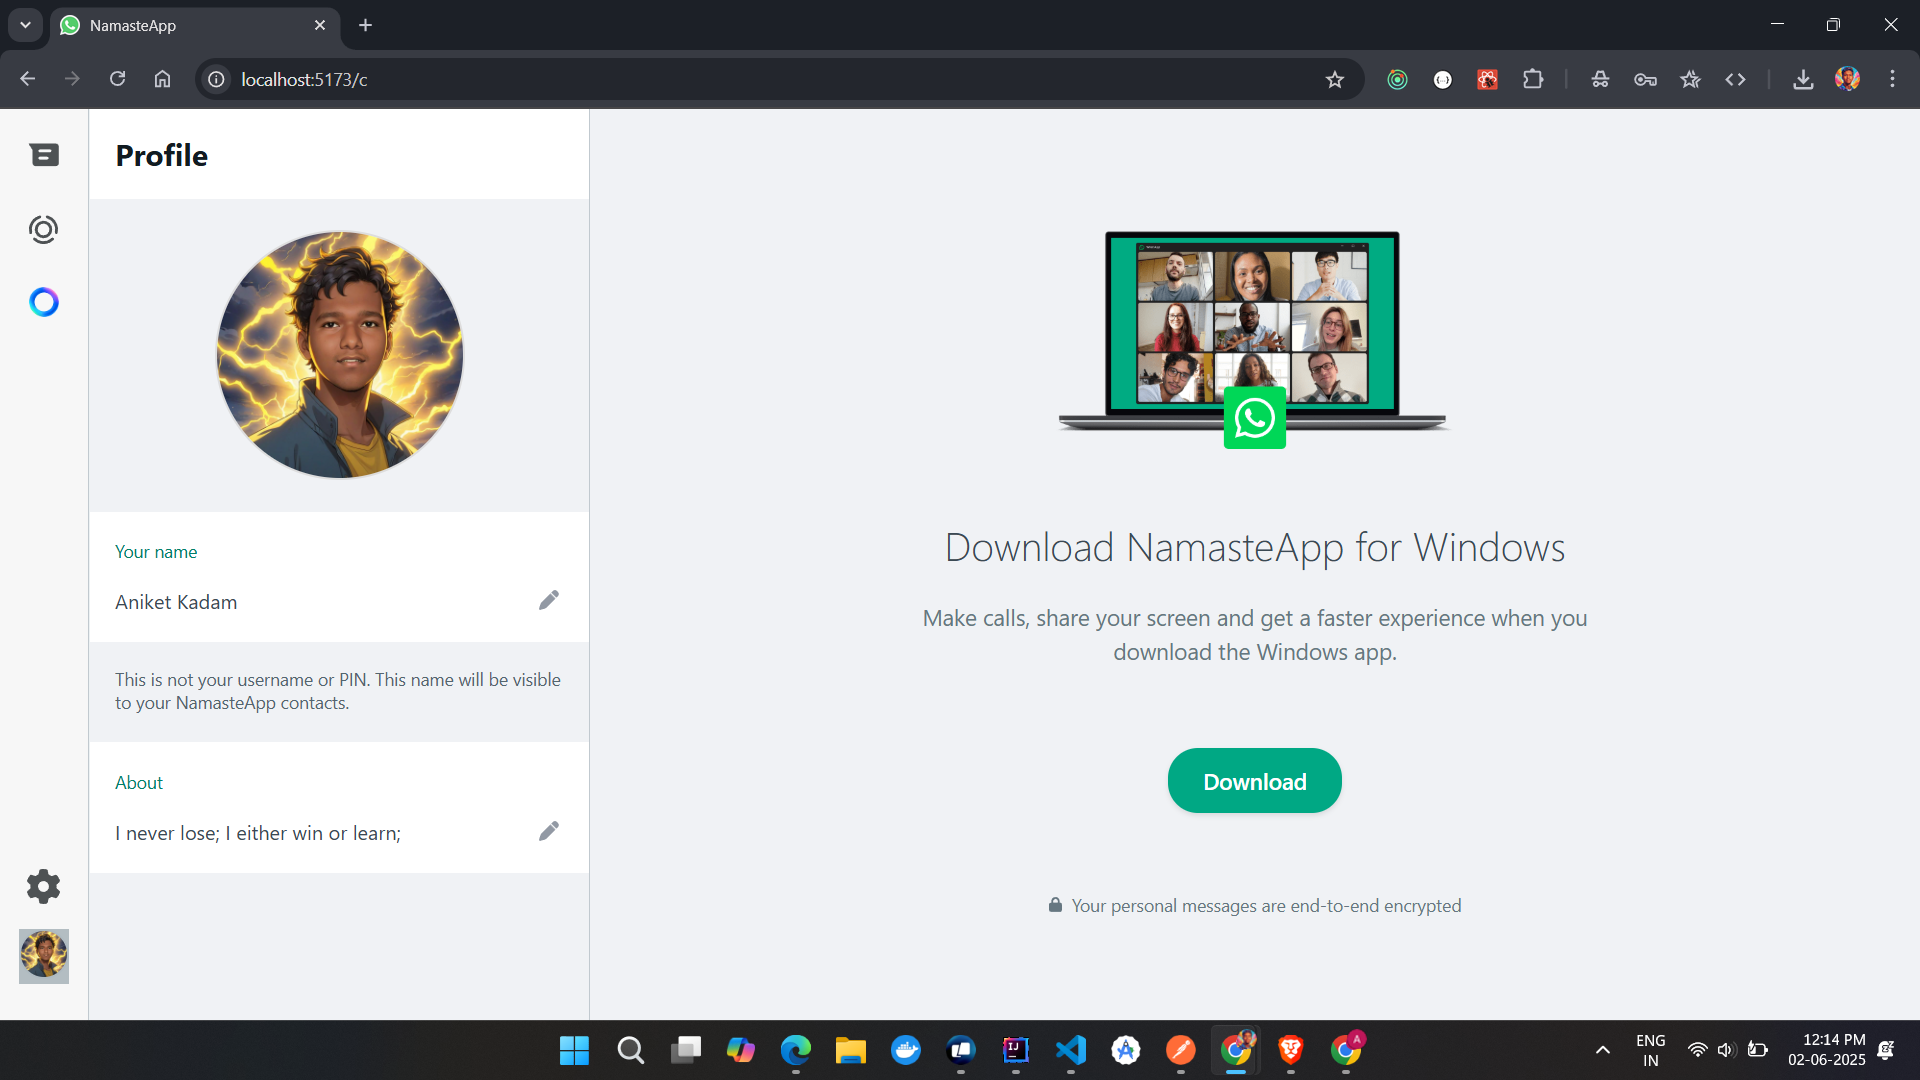 NamasteApp
localhost:5173/c
Profile
Your name
Aniket Kadam
This is not your username or PIN. This name will be visible
to your NamasteApp contacts.
About
I never lose; I either win or learn;
Download NamasteApp for Windows
Make calls, share your screen and get a faster experience when you
download the Windows app.
Download
Your personal messages are end-to-end encrypted
A
ENG
IN
12:14 PM
02-06-2025